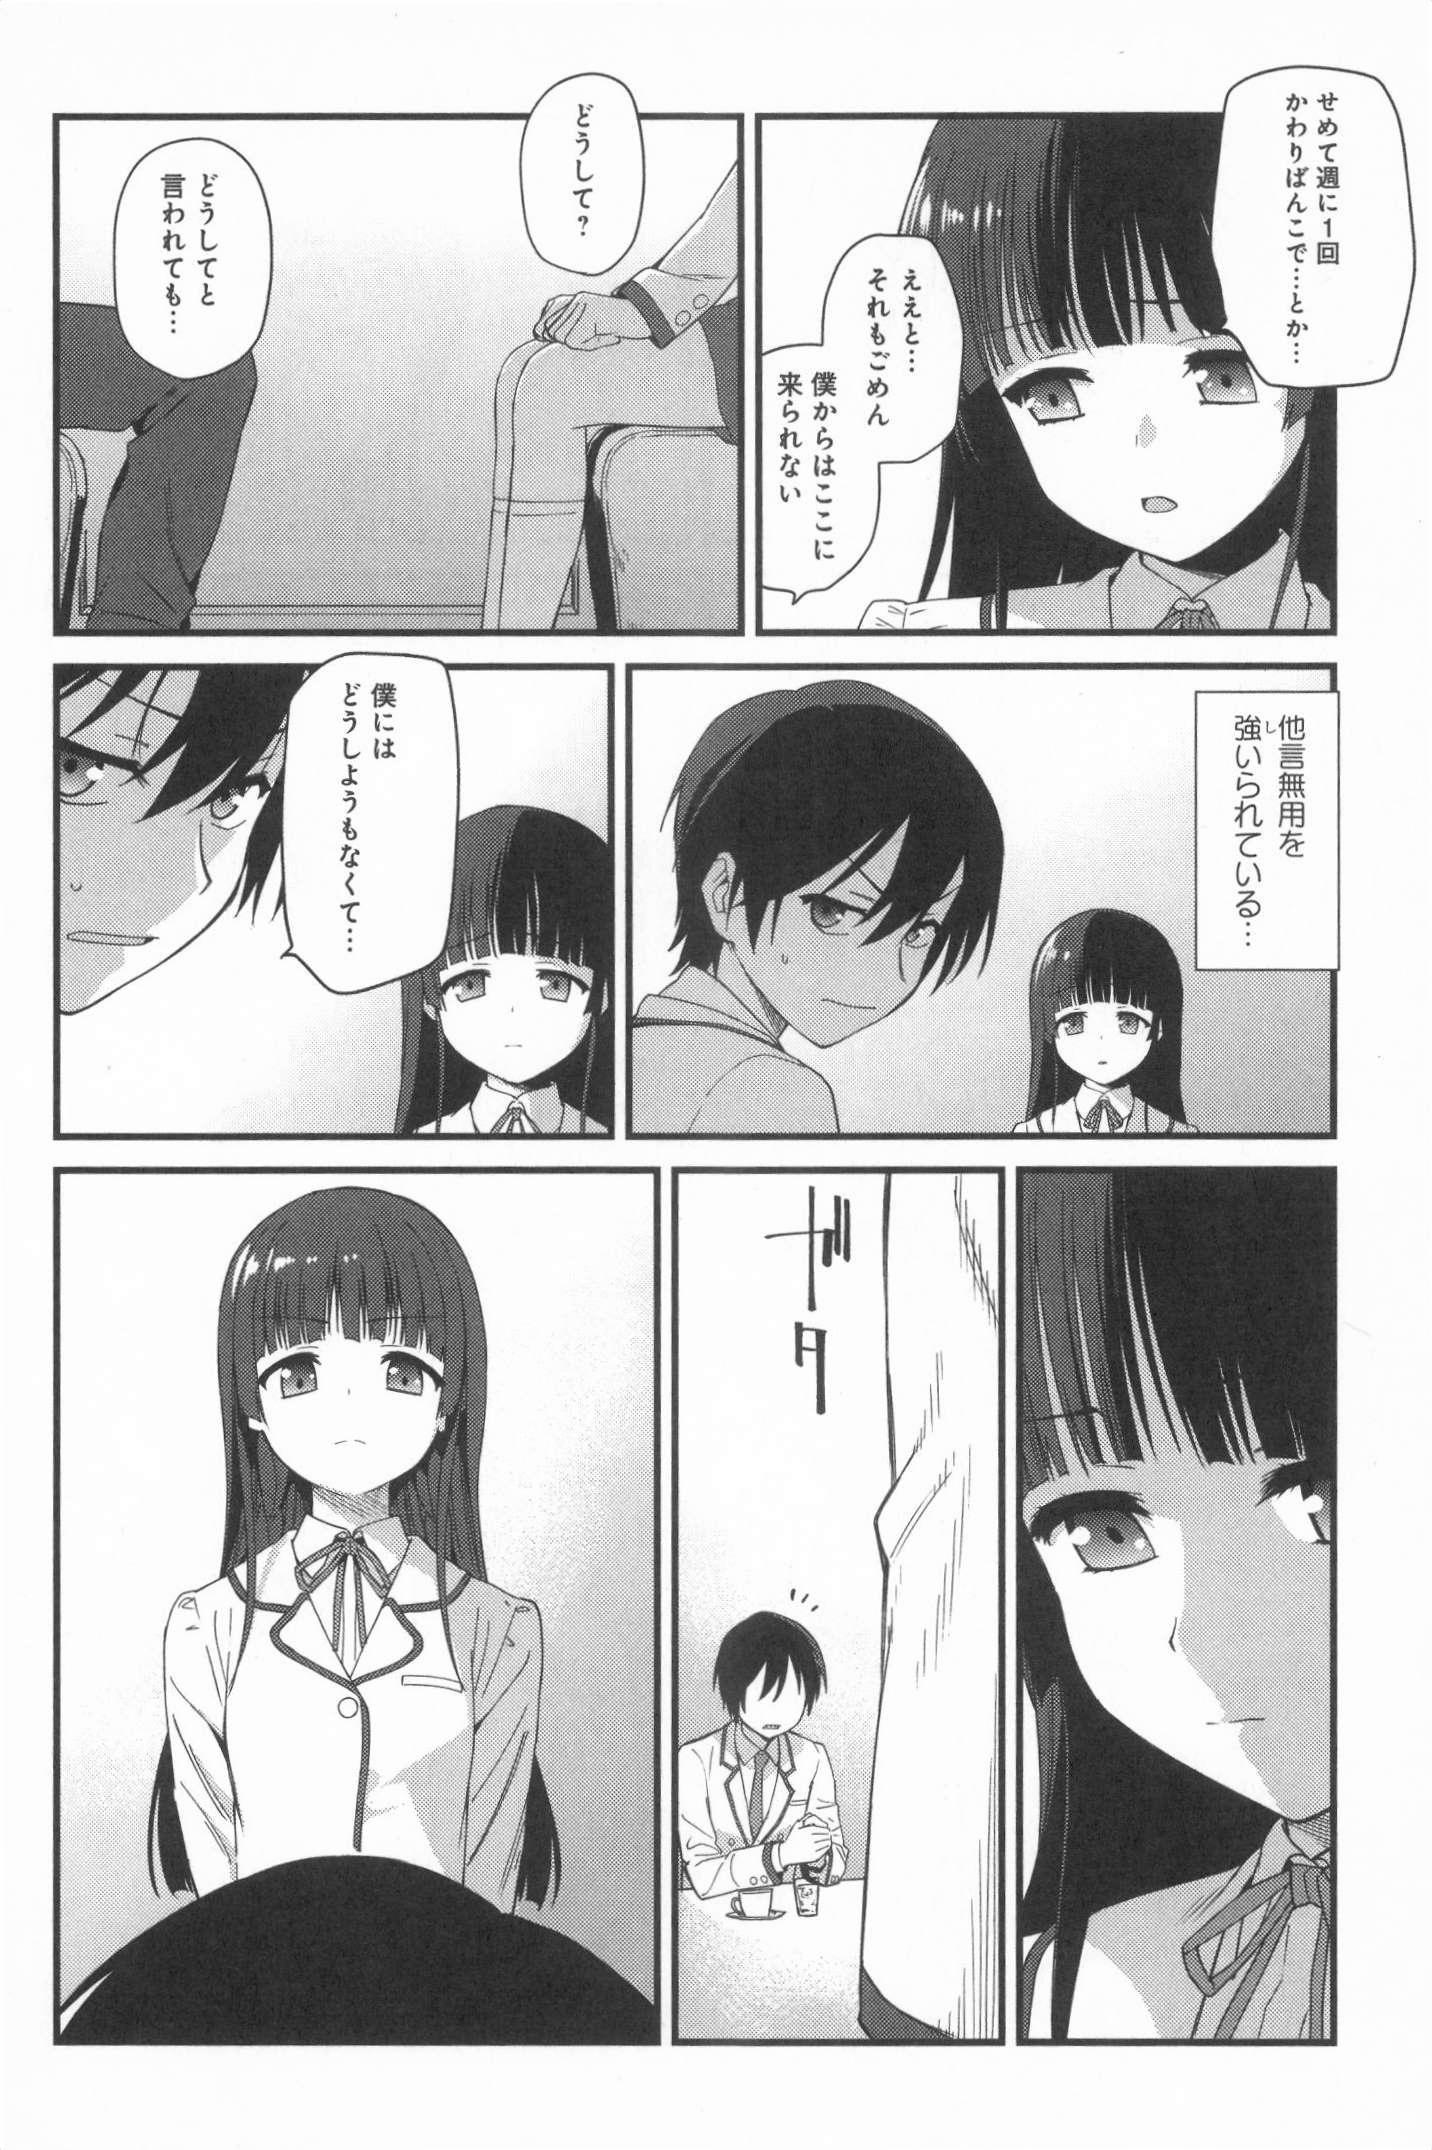 せめて週に1回
かわりばんこで…とか…
ええと…
それもごめん
僕からはここに
来られない
どうして?
どうしてと
言われても…
他言無用を
強いられている…
し
僕には
どうしようもなくて…
ガタ